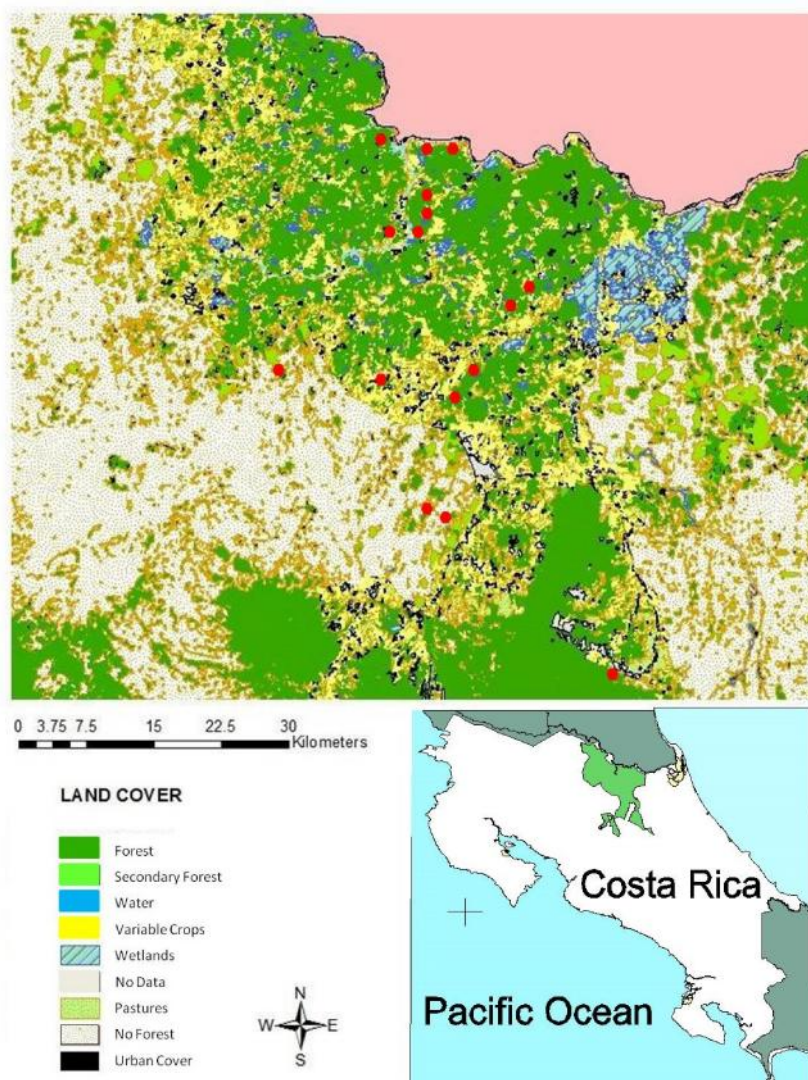 0 3.75 7.5 15 22.5 30
Kilometers
LAND COVER
Forest
Secondary Forest
Water
Variable Crops
Wetlands
No Data
Pastures
No Forest
Urban Cover
N
W E
S
Costa Rica
Pacific Ocean